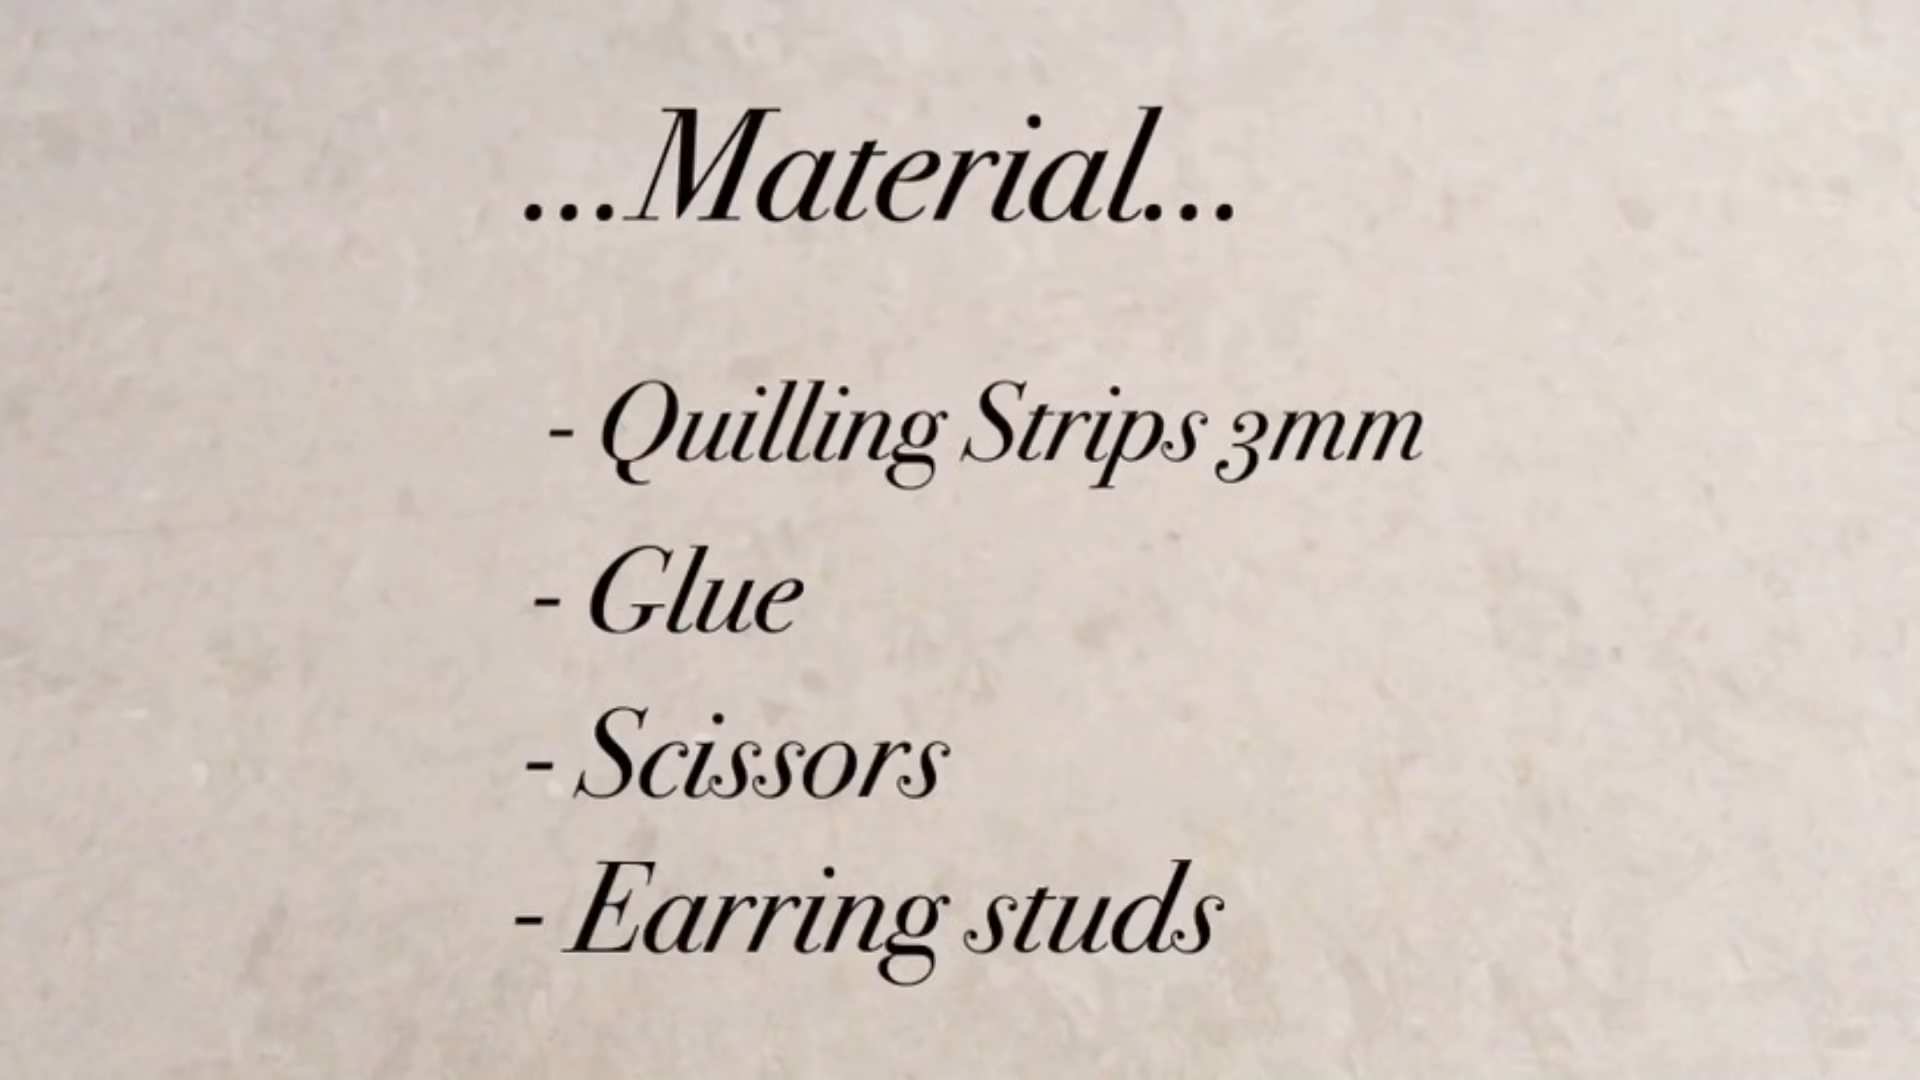 ...Material...
- Quilling Strips 3mm
- Glue
- Scissors
- Earring studs